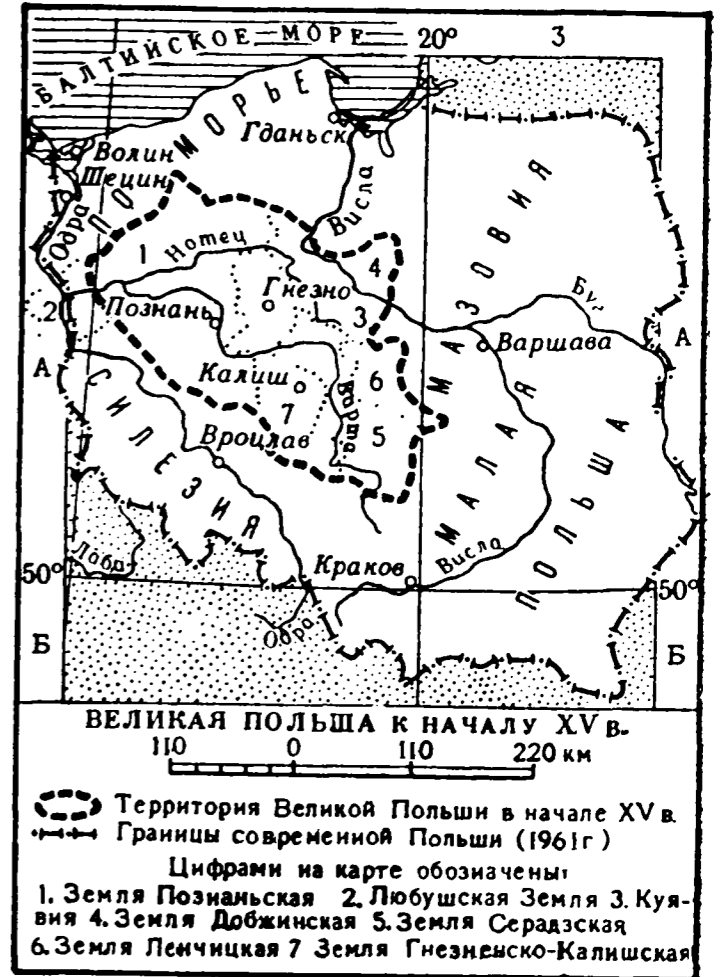 20° 3
БАЛТИЙСКОЕ МОРЕ
ПОМОРЬЕ
Гданьск
Волин
Щецин
Одра
Висла
МАЗОВИЯ
1
Нотец
4
Гнезно
Буг
2
Познань
3
Варшава
А
А
Калиш
6
СИЛЕЗИЯ
7
Варта
5
Вроцлав
МАЛАЯ ПОЛЬША
Лаба
Краков
Висла
50°
50°
Одра
Б
Б
ВЕЛИКАЯ ПОЛЬША К НАЧАЛУ XV В.
110 0 110 220 км
Территория Великой Польши в начале XV в.
Границы современной Польши (1961г)
Цифрами на карте обозначены:
1. Земля Познаньская 2. Любушская Земля 3. Куя-
вия 4. Земля Добжинская 5. Земля Серадзская
6. Земля Ленчицкая 7 Земля Гнезненско-Калишская